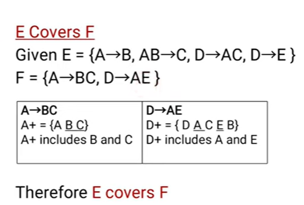 E Covers F
Given E = {A→B, AB→C, D→AC, D→E}
F = {A→BC, D→AE }
A→BC
A+ = {A B C}
A+ includes B and C
D→AE
D+ = { D A C E B}
D+ includes A and E
Therefore E covers F